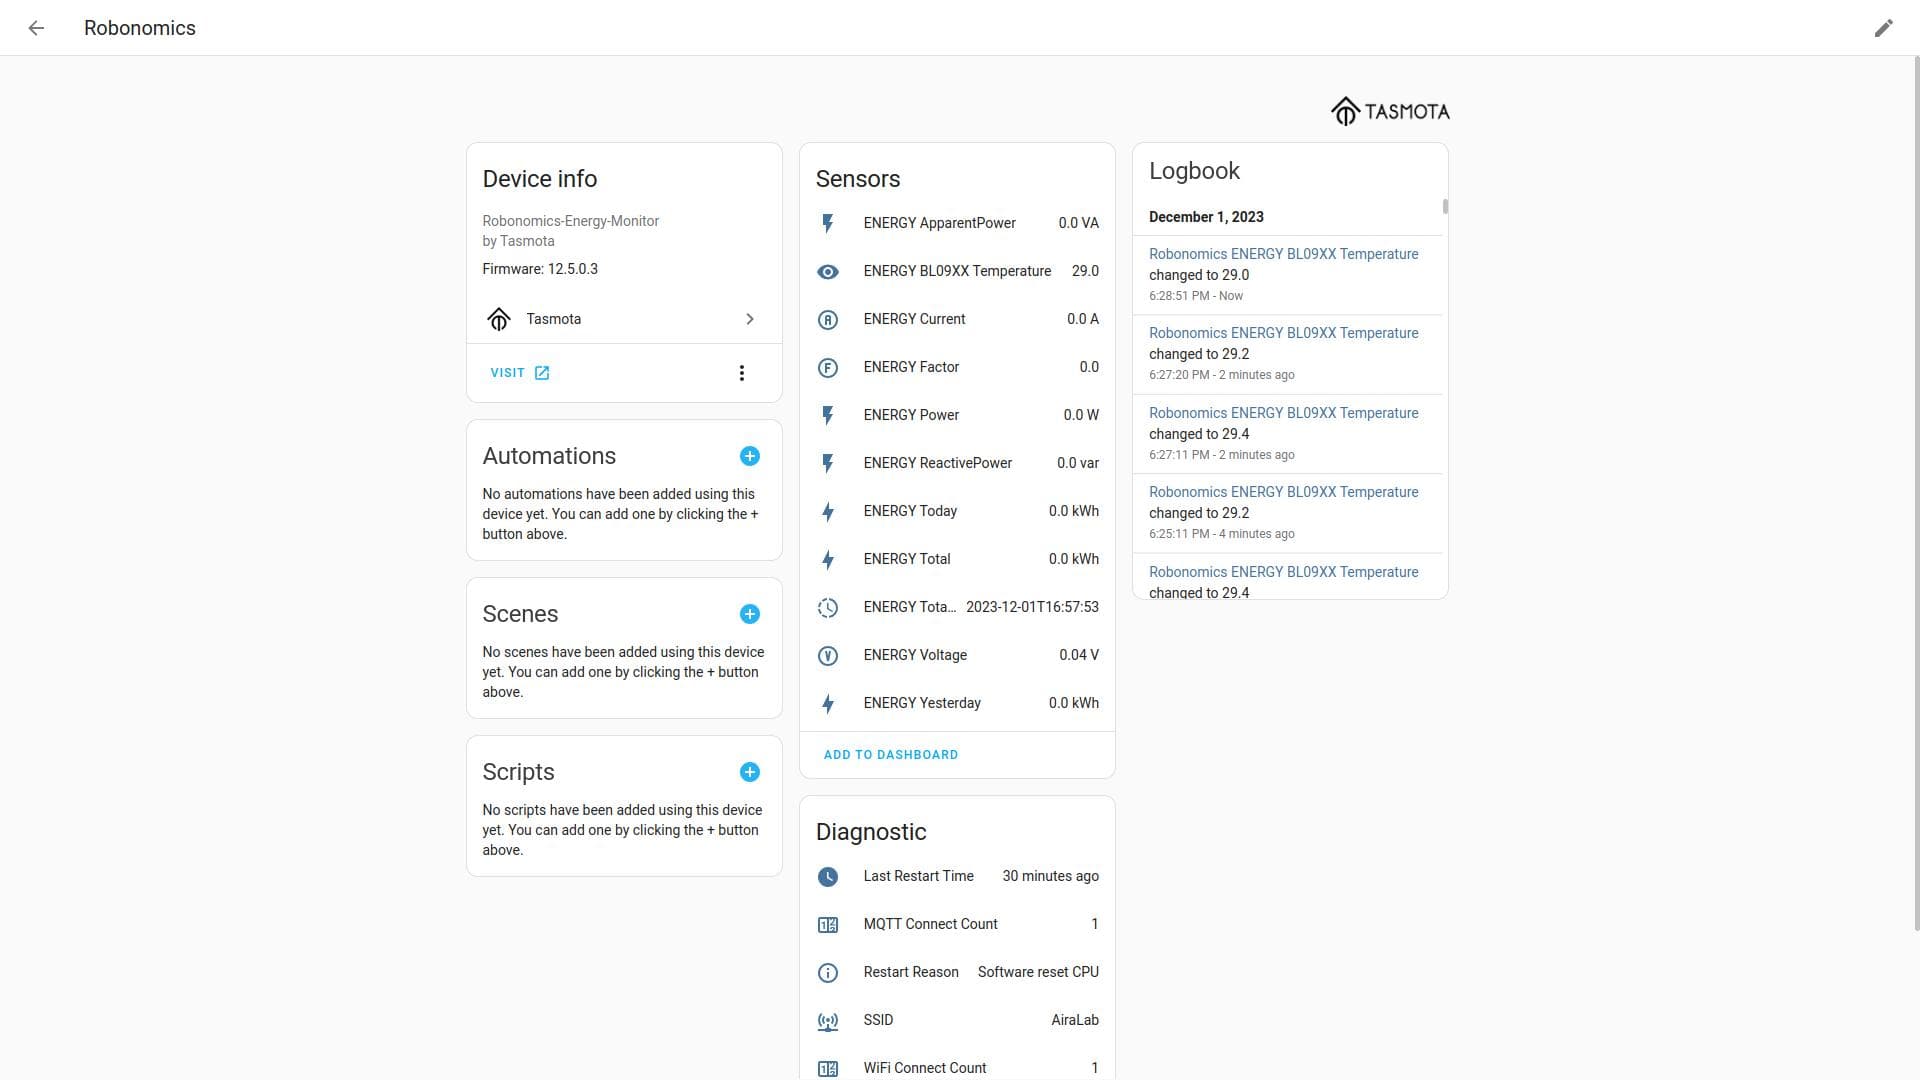 Robonomics
TASMOTA
Device info
Robonomics-Energy-Monitor
by Tasmota
Firmware: 12.5.0.3
Tasmota
VISIT
Automations
No automations have been added using this
device yet. You can add one by clicking the +
button above.
Scenes
No scenes have been added using this device
yet. You can add one by clicking the + button
above.
Scripts
No scripts have been added using this device
yet. You can add one by clicking the + button
above.
Sensors
ENERGY ApparentPower 0.0 VA
ENERGY BL09XX Temperature 29.0
ENERGY Current 0.0 A
ENERGY Factor 0.0
ENERGY Power 0.0 W
ENERGY ReactivePower 0.0 var
ENERGY Today 0.0 kWh
ENERGY Total 0.0 kWh
ENERGY Tota... 2023-12-01T16:57:53
ENERGY Voltage 0.04 V
ENERGY Yesterday 0.0 kWh
ADD TO DASHBOARD
Diagnostic
Last Restart Time 30 minutes ago
MQTT Connect Count 1
Restart Reason Software reset CPU
SSID AiraLab
WiFi Connect Count 1
Logbook
December 1, 2023
Robonomics ENERGY BL09XX Temperature
changed to 29.0
6:28:51 PM - Now
Robonomics ENERGY BL09XX Temperature
changed to 29.2
6:27:20 PM - 2 minutes ago
Robonomics ENERGY BL09XX Temperature
changed to 29.4
6:27:11 PM - 2 minutes ago
Robonomics ENERGY BL09XX Temperature
changed to 29.2
6:25:11 PM - 4 minutes ago
Robonomics ENERGY BL09XX Temperature
changed to 29.4